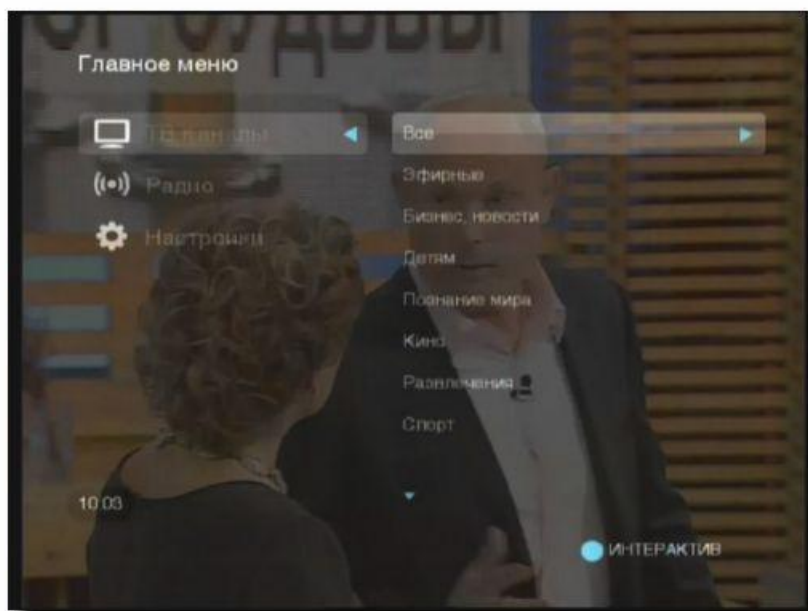 СУДЬБЫ
Главное меню
ТВ каналы
Радио
Настройки
Все
Эфирные
Бизнес, новости
Детям
Познание мира
Кино
Развлечения
Спорт
10:03
ИНТЕРАКТИВ